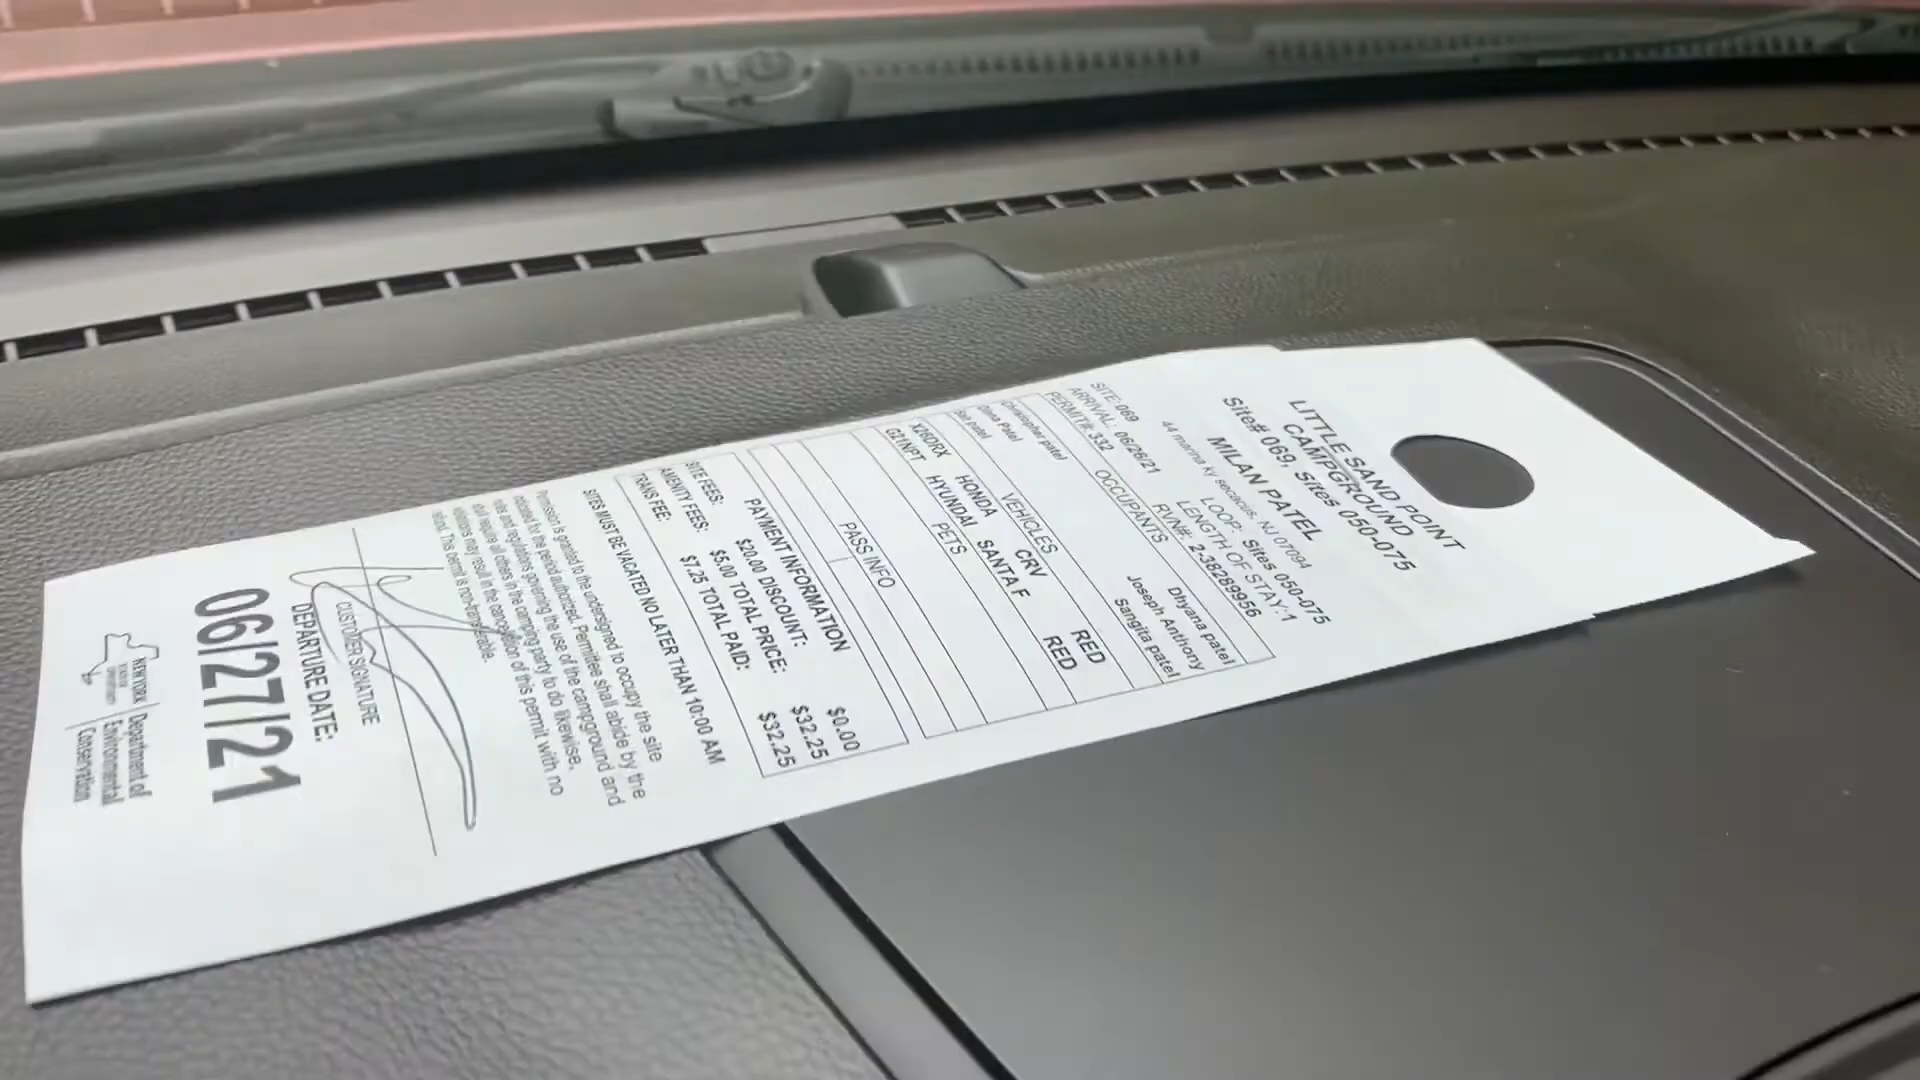 LITTLE SAND POINT
CAMPGROUND
Site# 069, Sites 050-075
MILAN PATEL
44 marina Ky secacus, NJ 07094
SITE: 069 LOOP: Sites 050-075
ARRIVAL: 06/26/21 LENGTH OF STAY:1
PERMIT#: 332 RVN#: 2-38289956
OCCUPANTS
Christopher patel Dhyana patel
Patel Joseph Anthony
patel Sangita patel
VEHICLES
X26DRX HONDA CRV RED
G21NPT HYUNDAI SANTA F RED
PETS
PASS INFO
PAYMENT INFORMATION
SITE FEES: $20.00 DISCOUNT: $0.00
AMENITY FEES: $5.00 TOTAL PRICE: $32.25
TRANS FEE: $7.25 TOTAL PAID: $32.25
SITES MUST BE VACATED NO LATER THAN 10:00 AM
Permission is granted to the undersigned to occupy the site
indicated for the period authorized. Permittee shall abide by the
rules and regulations governing the use of the campground and
shall require all others in the camping party to do likewise.
violations may result in the cancellation of this permit with no
refund. This permit is non-transferable.
CUSTOMER SIGNATURE
DEPARTURE DATE:
06/27/21
NEW YORK
Department of
Environmental
Conservation